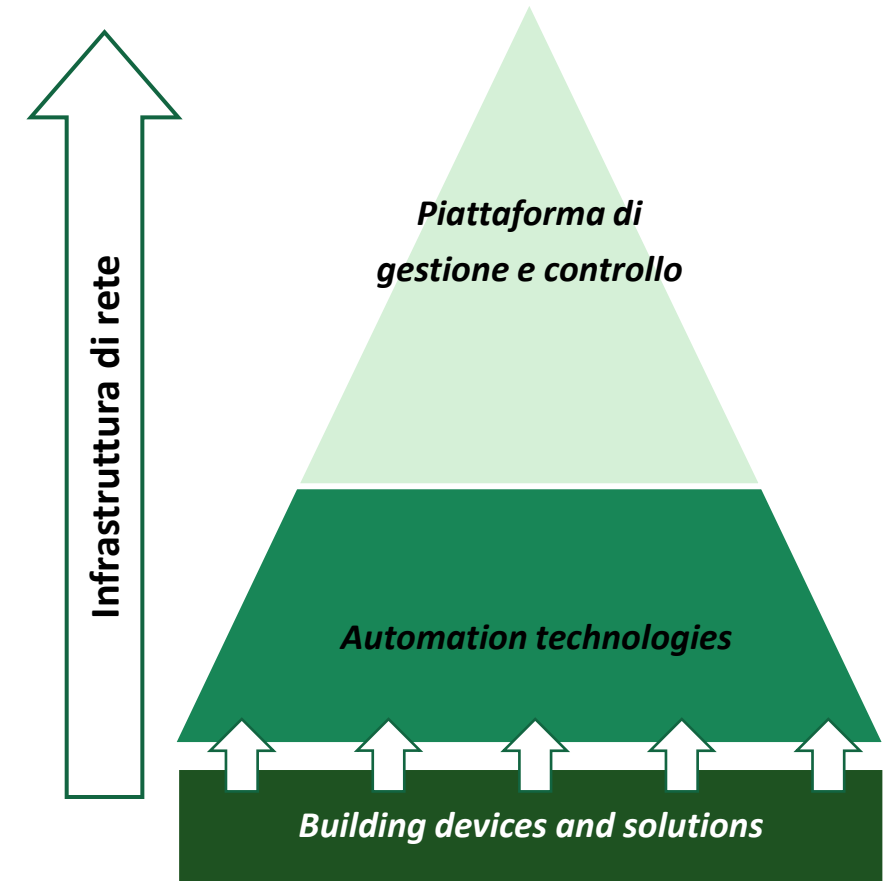 Infrastruttura di rete
Piattaforma di
gestione e controllo
Automation technologies
Building devices and solutions